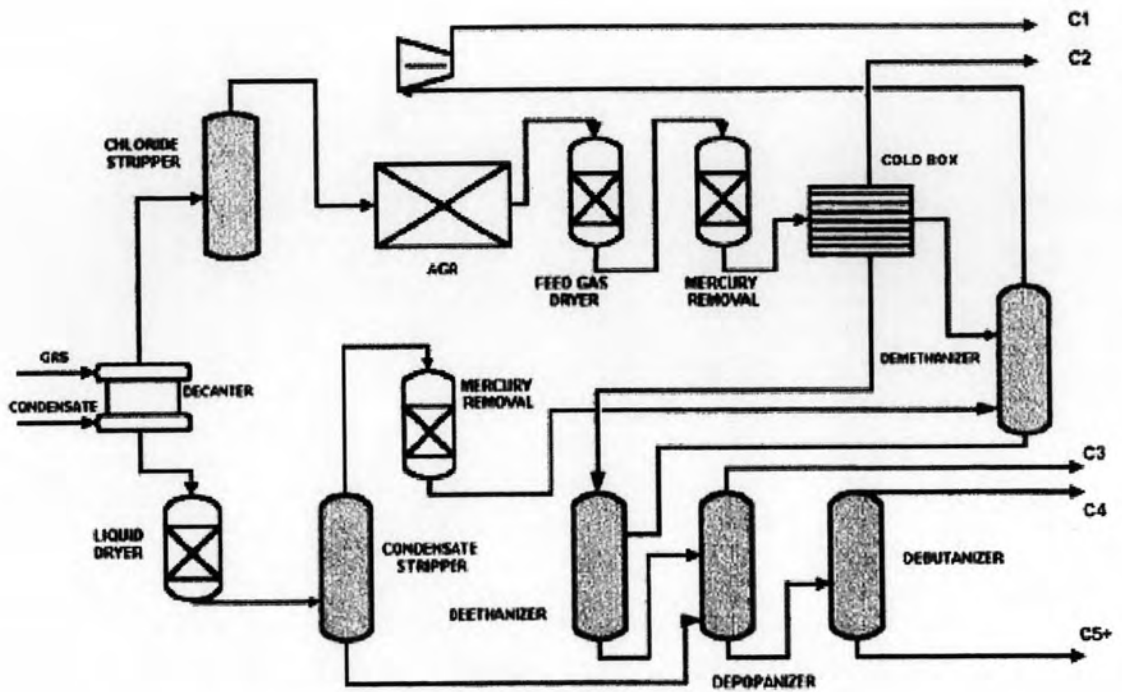 C1
C2
CHLORIDE
STRIPPER
COLD BOX
AGR
FEED GAS
DRYER
MERCURY
REMOVAL
DEMETHANIZER
GRS
DECANTER
CONDENSATE
MERCURY
REMOVAL
C3
C4
LIQUID
DRYER
CONDENSATE
STRIPPER
DEBUTANIZER
DEETHANIZER
C5+
DEPOPANIZER